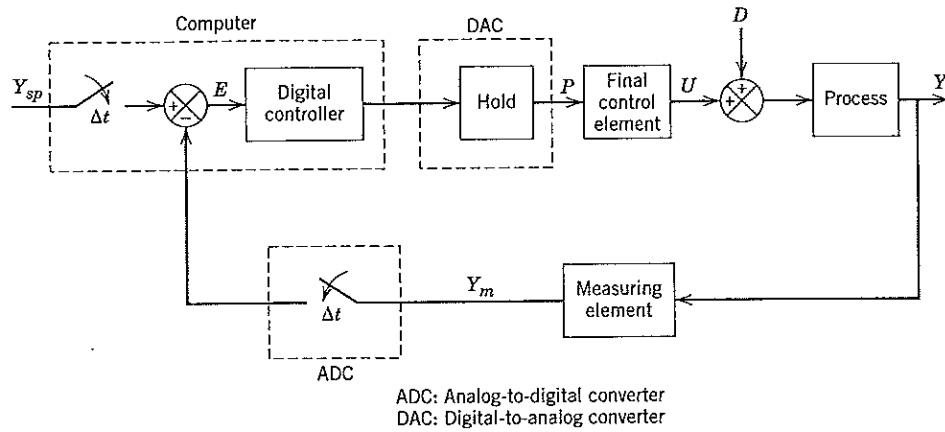 Computer
DAC
D
Y_sp
Δt
+
−
E
Digital
controller
Hold
P
Final
control
element
U
+
+
Process
Y
Δt
ADC
Y_m
Measuring
element
ADC: Analog-to-digital converter
DAC: Digital-to-analog converter